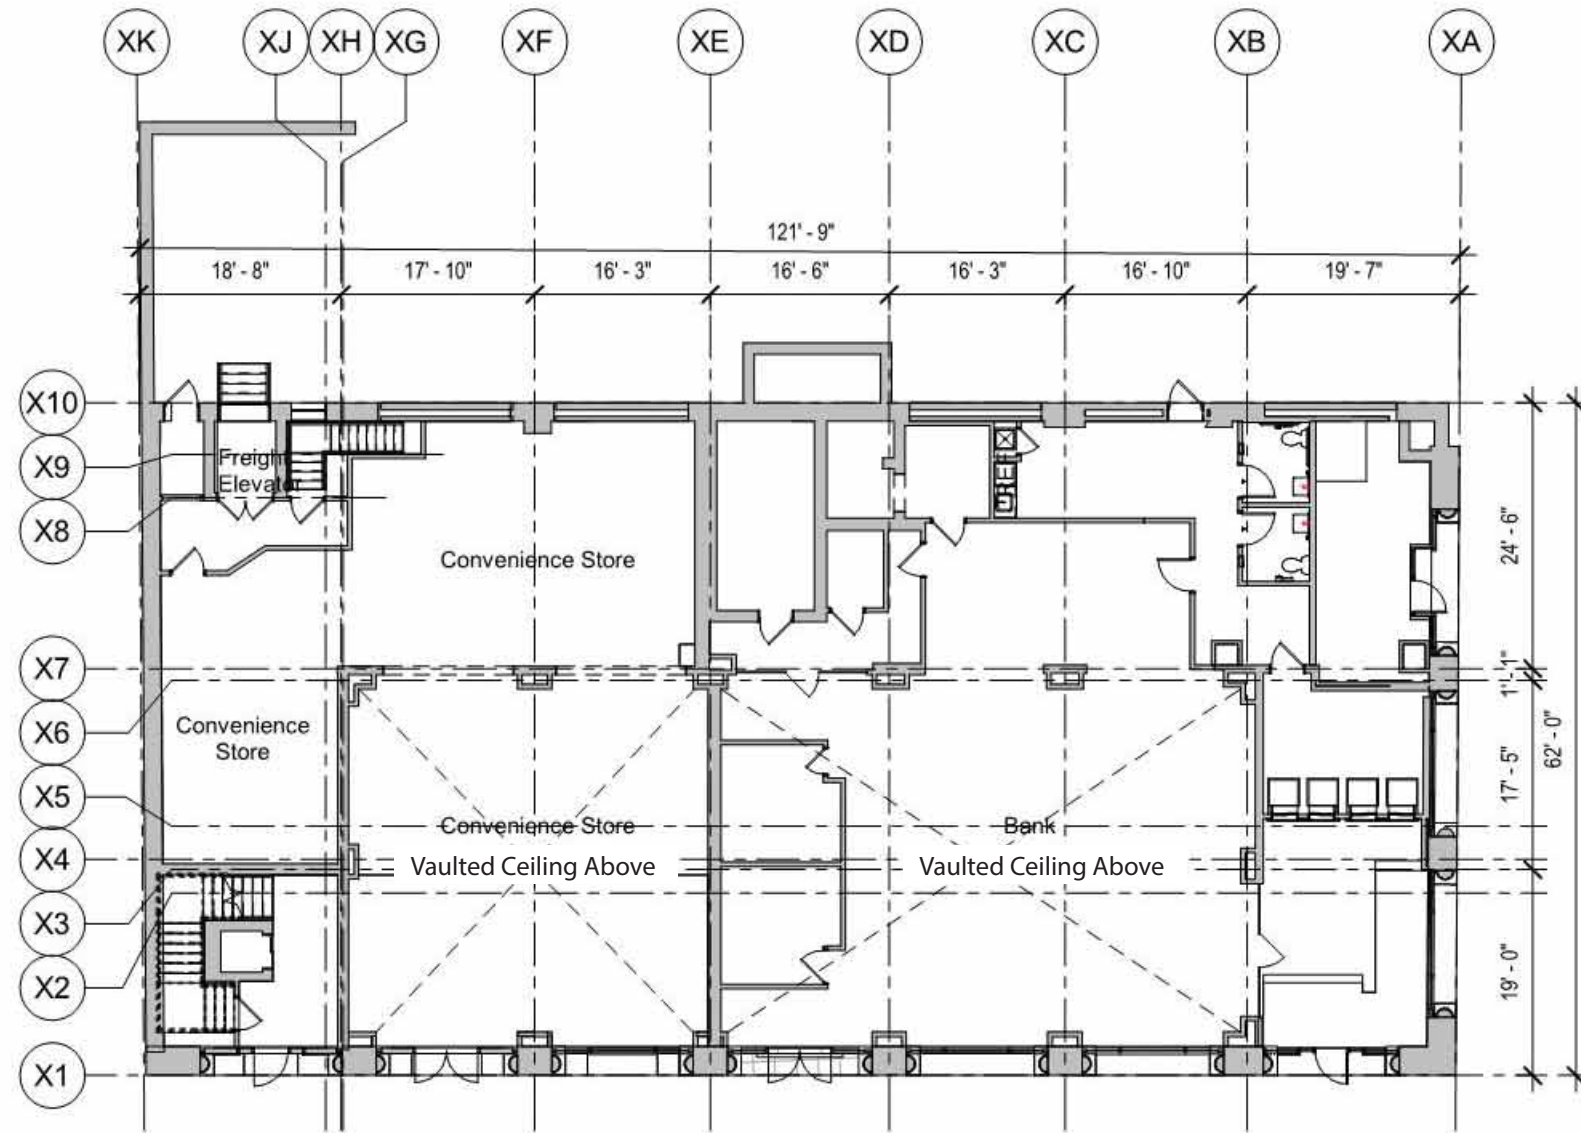 XK XJ XH XG XF XE XD XC XB XA
121' - 9"
18' - 8" 17' - 10" 16' - 3" 16' - 6" 16' - 3" 16' - 10" 19' - 7"
X10
X9
Freight
Elevator
X8
24' - 6"
Convenience Store
X7
1' - 1"
X6
Convenience
Store
62' - 0"
X5
17' - 5"
Convenience Store Bank
X4
Vaulted Ceiling Above Vaulted Ceiling Above
X3
X2
19' - 0"
X1